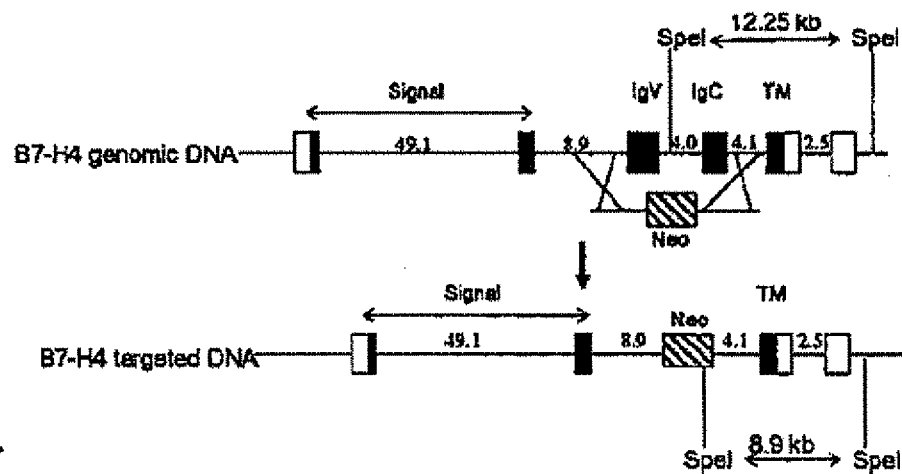 SpeI 12.25 kb SpeI
Signal IgV IgC TM
B7-H4 genomic DNA 49.1 8.9 4.0 4.1 2.5
Neo
Signal TM
Neo
B7-H4 targeted DNA 49.1 8.9 4.1 2.5
SpeI 8.9 kb SpeI